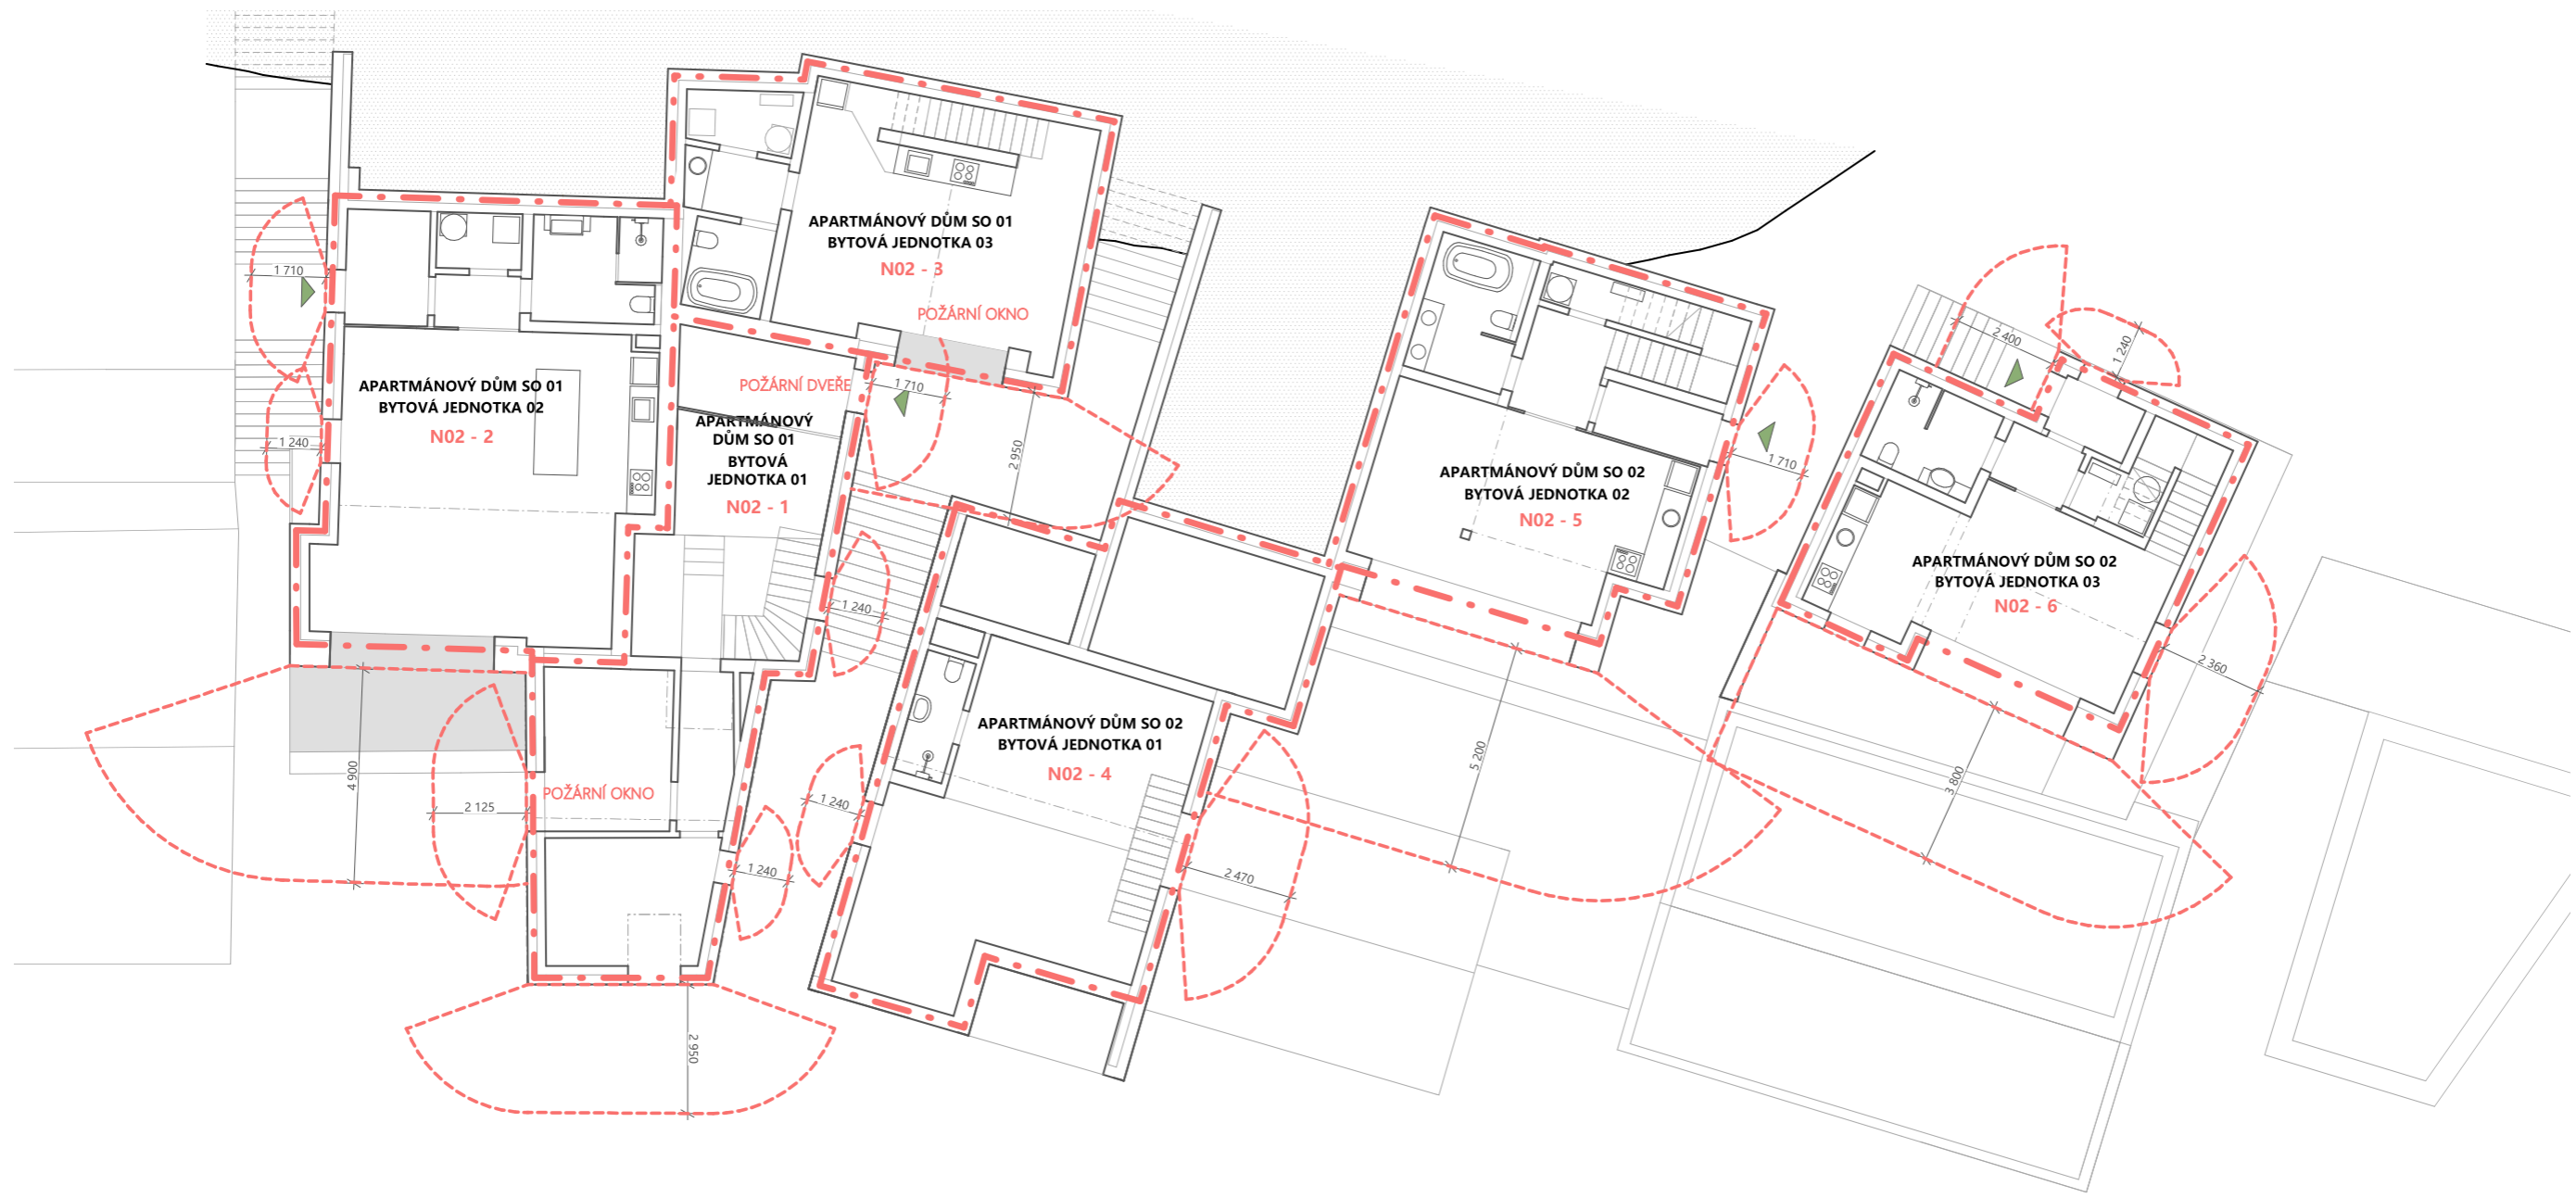 APARTMÁNOVÝ DŮM SO 01
BYTOVÁ JEDNOTKA 03
N02 - 3
POŽÁRNÍ OKNO
1 710
APARTMÁNOVÝ DŮM SO 01
BYTOVÁ JEDNOTKA 02
N02 - 2
1 240
POŽÁRNÍ DVEŘE
1 710
APARTMÁNOVÝ
DŮM SO 01
BYTOVÁ
JEDNOTKA 01
N02 - 1
2 950
1 240
APARTMÁNOVÝ DŮM SO 02
BYTOVÁ JEDNOTKA 02
N02 - 5
1 710
2 400
1 240
APARTMÁNOVÝ DŮM SO 02
BYTOVÁ JEDNOTKA 03
N02 - 6
2 360
APARTMÁNOVÝ DŮM SO 02
BYTOVÁ JEDNOTKA 01
N02 - 4
5 200
3 800
4 900
2 125
POŽÁRNÍ OKNO
1 240
1 240
2 470
2 950